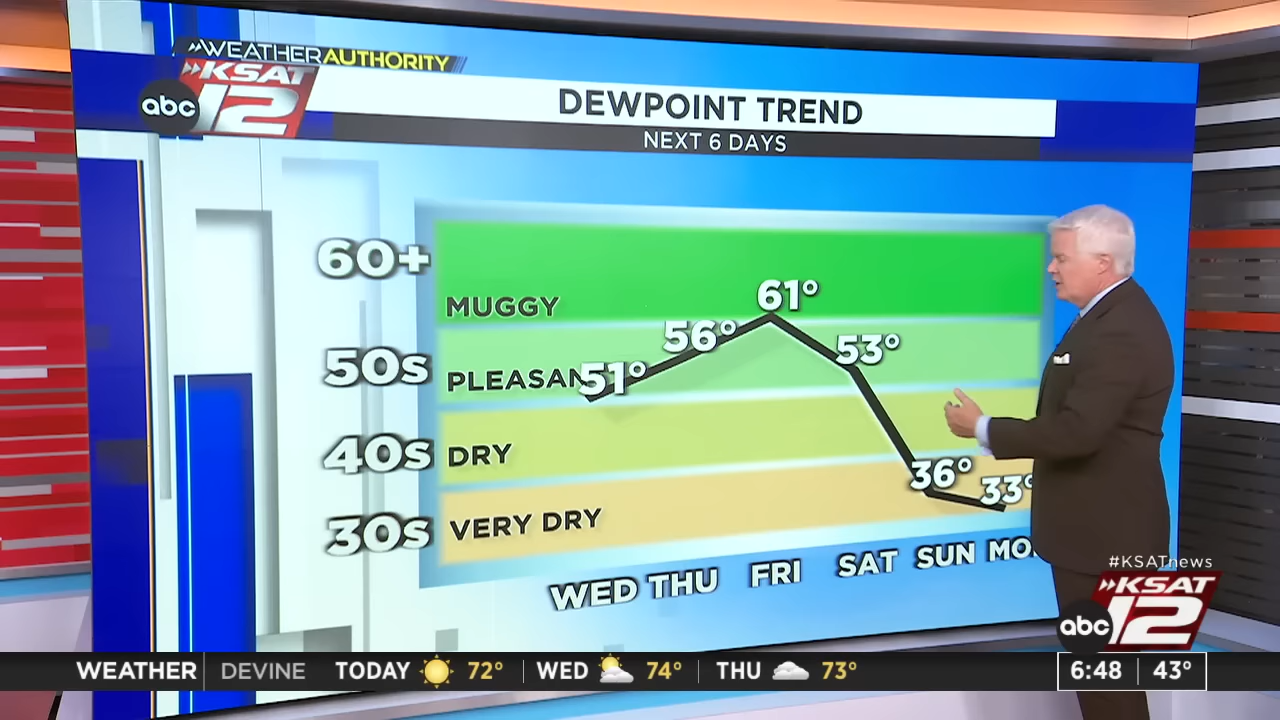 WEATHERAUTHORITY
KSAT
abc 12
DEWPOINT TREND
NEXT 6 DAYS
60+
MUGGY
61°
56°
53°
50s
PLEASAN
51°
40s
DRY
36°
33°
30s
VERY DRY
WED THU FRI SAT SUN MO
#KSATnews
KSAT
abc 12
WEATHER DEVINE TODAY 72° WED 74° THU 73° 6:48 43°